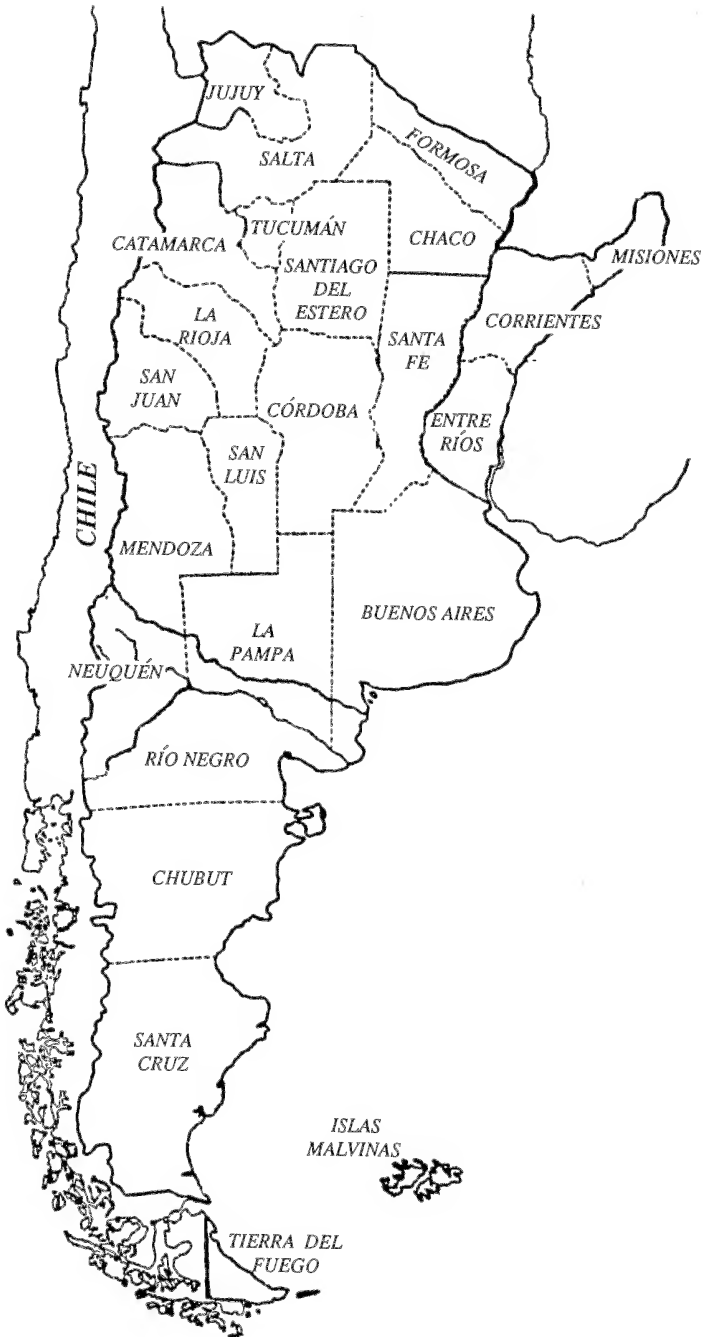 JUJUY
SALTA
FORMOSA
TUCUMÁN
CHACO
CATAMARCA
MISIONES
SANTIAGO
DEL
ESTERO
LA
RIOJA
CORRIENTES
SANTA
FE
SAN
JUAN
CÓRDOBA
ENTRE
RÍOS
SAN
LUIS
CHILE
MENDOZA
BUENOS AIRES
LA
PAMPA
NEUQUÉN
RÍO NEGRO
CHUBUT
SANTA
CRUZ
ISLAS
MALVINAS
TIERRA DEL
FUEGO